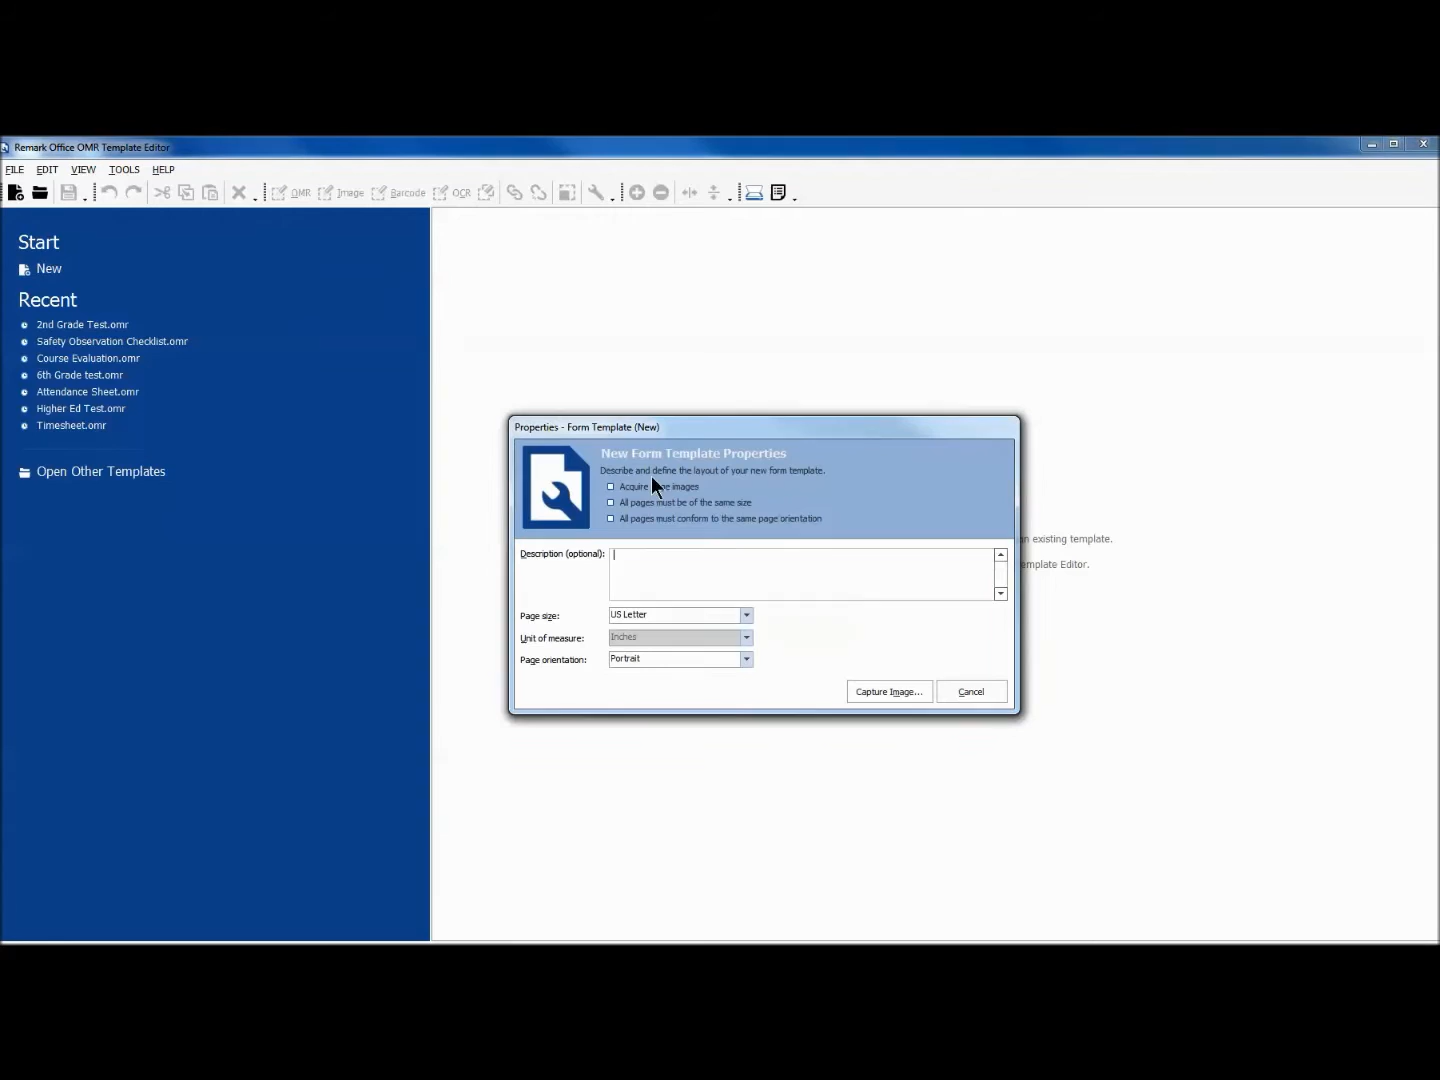 Remark Office OMR Template Editor
FILE EDIT VIEW TOOLS HELP
OMR Image Barcode OCR
Start
New
Recent
2nd Grade Test.omr
Safety Observation Checklist.omr
Course Evaluation.omr
6th Grade test.omr
Attendance Sheet.omr
Higher Ed Test.omr
Timesheet.omr
Open Other Templates
Properties - Form Template (New)
New Form Template Properties
Describe and define the layout of your new form template.
Acquire images
All pages must be of the same size
All pages must conform to the same page orientation
Description (optional):
Page size: US Letter
Unit of measure: Inches
Page orientation: Portrait
Capture Image... Cancel
an existing template.
Template Editor.